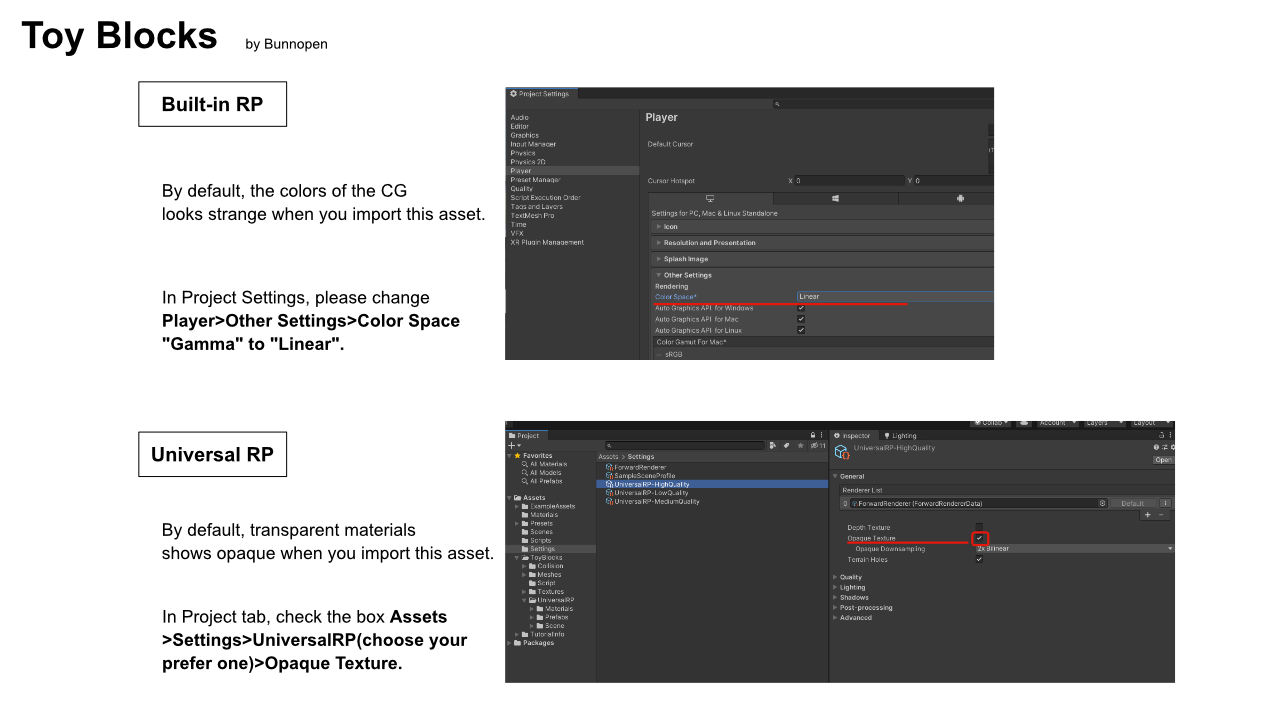 Toy Blocks
by Bunnopen
Built-in RP
By default, the colors of the CG
looks strange when you import this asset.
In Project Settings, please change
Player>Other Settings>Color Space
"Gamma" to "Linear".
Project Settings
Audio
Editor
Graphics
Input Manager
Physics
Physics 2D
Player
Preset Manager
Quality
Script Execution Order
Tags and Layers
TextMesh Pro
Time
VFX
XR Plugin Management
Player
Default Cursor
Cursor Hotspot X 0 Y 0
Settings for PC, Mac & Linux Standalone
Icon
Resolution and Presentation
Splash Image
Other Settings
Rendering
Color Space* Linear
Auto Graphics API for Windows
Auto Graphics API for Mac
Auto Graphics API for Linux
Color Gamut For Mac*
sRGB
Universal RP
By default, transparent materials
shows opaque when you import this asset.
In Project tab, check the box Assets
>Settings>UniversalRP(choose your
prefer one)>Opaque Texture.
Collab Account Layers Layout
Project
11
Favorites
All Materials
All Models
All Prefabs
Assets
ExampleAssets
Materials
Presets
Scenes
Scripts
Settings
ToyBlocks
Collision
Meshes
Script
Textures
UniversalRP
Materials
Prefabs
Scene
TutorialInfo
Packages
Assets > Settings
ForwardRenderer
SampleSceneProfile
UniversalRP-HighQuality
UniversalRP-LowQuality
UniversalRP-MediumQuality
Inspector Lighting
UniversalRP-HighQuality
Open
General
Renderer List
0 ForwardRenderer (ForwardRendererData) Default
Depth Texture
Opaque Texture
Opaque Downsampling 2x Bilinear
Terrain Holes
Quality
Lighting
Shadows
Post-processing
Advanced